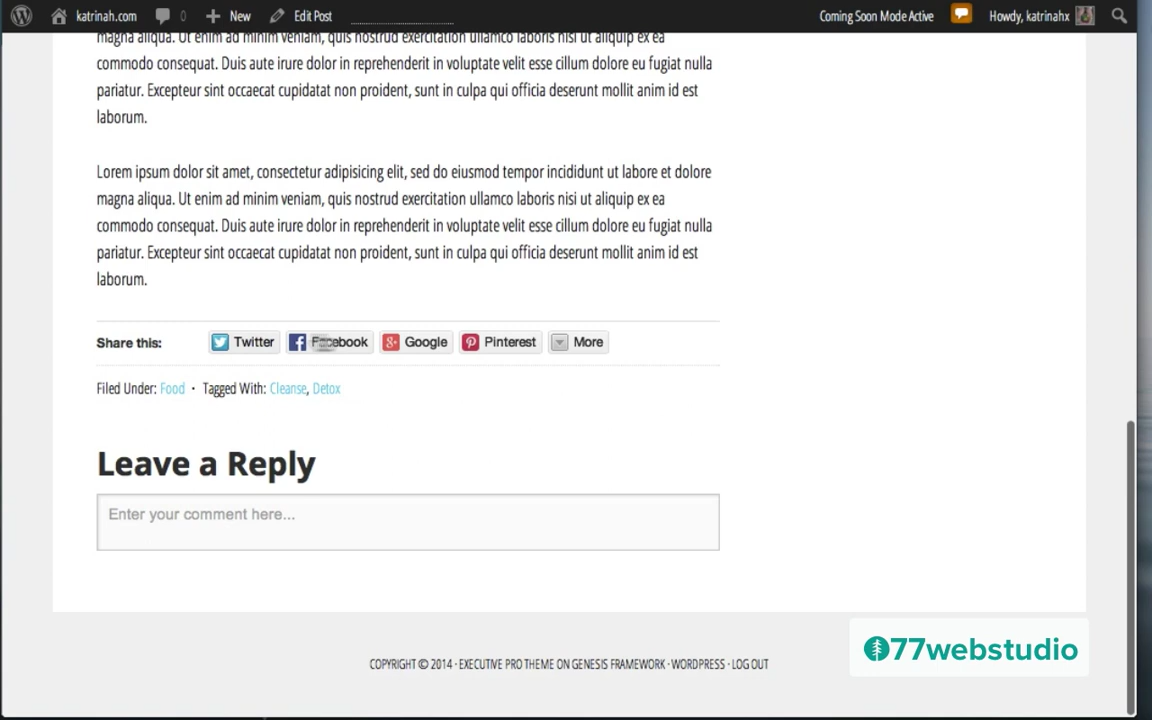 katrinah.com 0 New Edit Post Coming Soon Mode Active Howdy, katrinahx
magna aliqua. Ut enim ad minim veniam, quis nostrud exercitation ullamco laboris nisi ut aliquip ex ea
commodo consequat. Duis aute irure dolor in reprehenderit in voluptate velit esse cillum dolore eu fugiat nulla
pariatur. Excepteur sint occaecat cupidatat non proident, sunt in culpa qui officia deserunt mollit anim id est
laborum.
Lorem ipsum dolor sit amet, consectetur adipisicing elit, sed do eiusmod tempor incididunt ut labore et dolore
magna aliqua. Ut enim ad minim veniam, quis nostrud exercitation ullamco laboris nisi ut aliquip ex ea
commodo consequat. Duis aute irure dolor in reprehenderit in voluptate velit esse cillum dolore eu fugiat nulla
pariatur. Excepteur sint occaecat cupidatat non proident, sunt in culpa qui officia deserunt mollit anim id est
laborum.
Share this: Twitter Facebook Google Pinterest More
Filed Under: Food · Tagged With: Cleanse, Detox
Leave a Reply
Enter your comment here...
77webstudio
COPYRIGHT © 2014 · EXECUTIVE PRO THEME ON GENESIS FRAMEWORK · WORDPRESS · LOG OUT